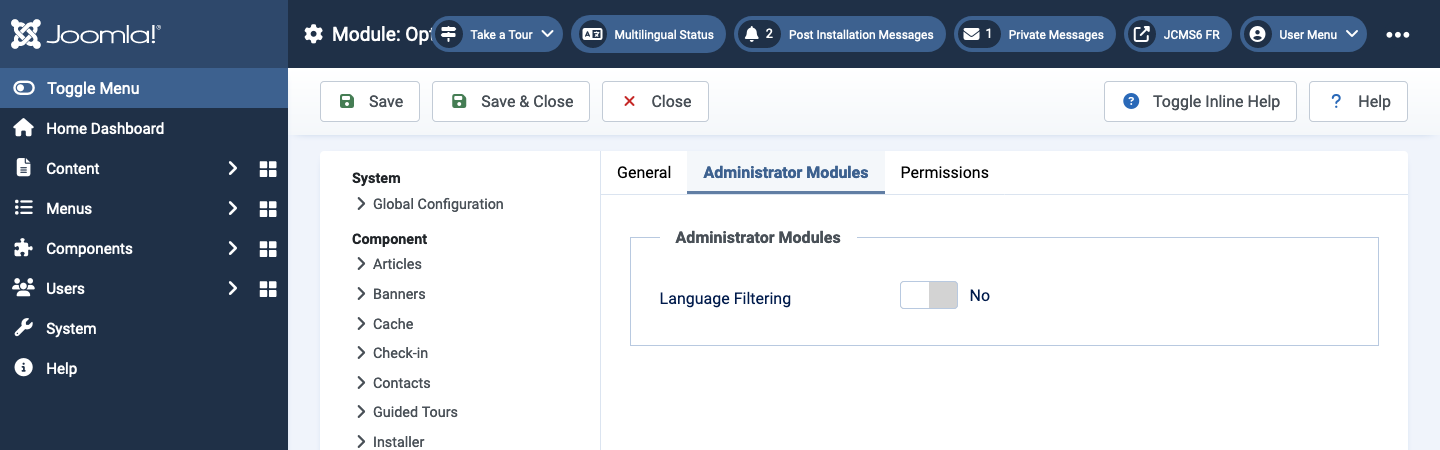 Joomla!®
Module: Opt
Take a Tour
Multilingual Status
2 Post Installation Messages
1 Private Messages
JCMS6 FR
User Menu
Toggle Menu
Home Dashboard
Content
Menus
Components
Users
System
Help
Save
Save & Close
Close
Toggle Inline Help
Help
System
Global Configuration
Component
Articles
Banners
Cache
Check-in
Contacts
Guided Tours
Installer
General
Administrator Modules
Permissions
Administrator Modules
Language Filtering
No